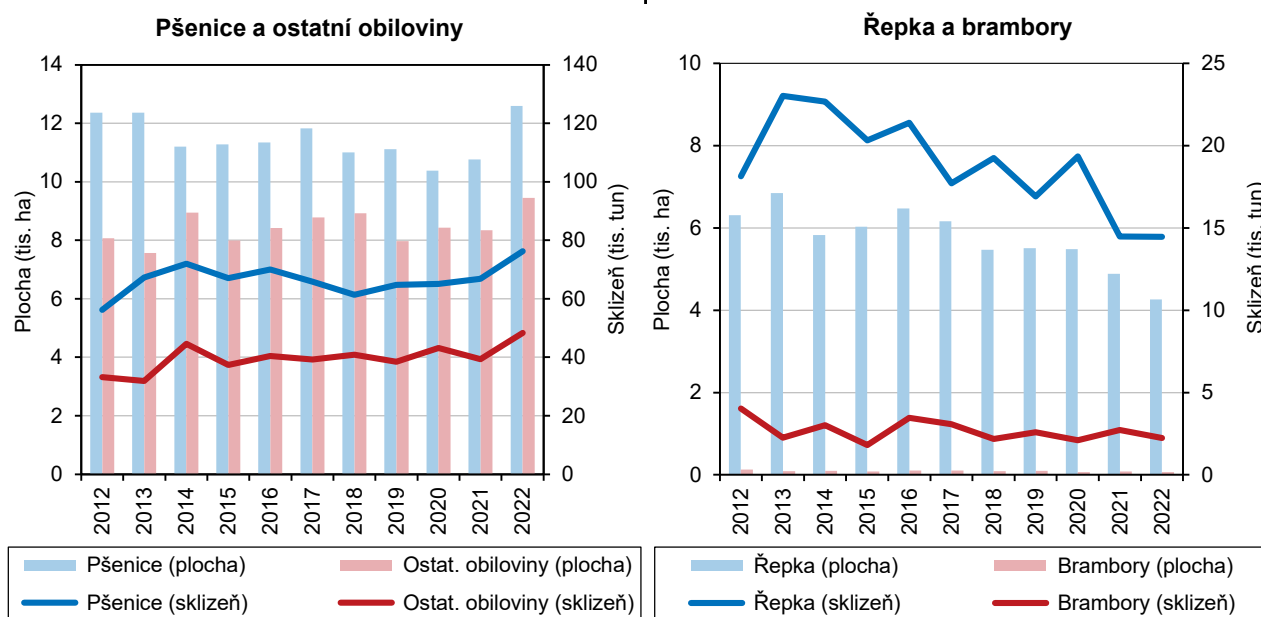 Pšenice a ostatní obiloviny
Plocha (tis. ha)
14
12
10
8
6
4
2
0
140
120
100
80
60
40
20
0
Sklizeň (tis. tun)
2012 2013 2014 2015 2016 2017 2018 2019 2020 2021 2022
Pšenice (plocha) Ostat. obiloviny (plocha)
Pšenice (sklizeň) Ostat. obiloviny (sklizeň)
Řepka a brambory
Plocha (tis. ha)
10
8
6
4
2
0
25
20
15
10
5
0
Sklizeň (tis. tun)
2012 2013 2014 2015 2016 2017 2018 2019 2020 2021 2022
Řepka (plocha) Brambory (plocha)
Řepka (sklizeň) Brambory (sklizeň)